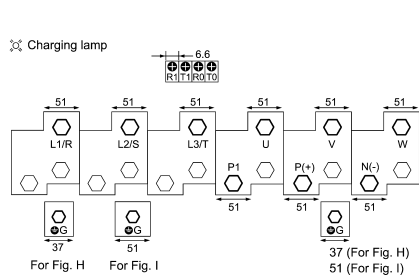 Charging lamp
6.6
R1 T1 R0 T0
51 51 51 51 51 51
L1/R L2/S L3/T U V W
P1 P(+) N(-)
51 51 51
G G G
37 51 37 (For Fig. H)
For Fig. H For Fig. I 51 (For Fig. I)